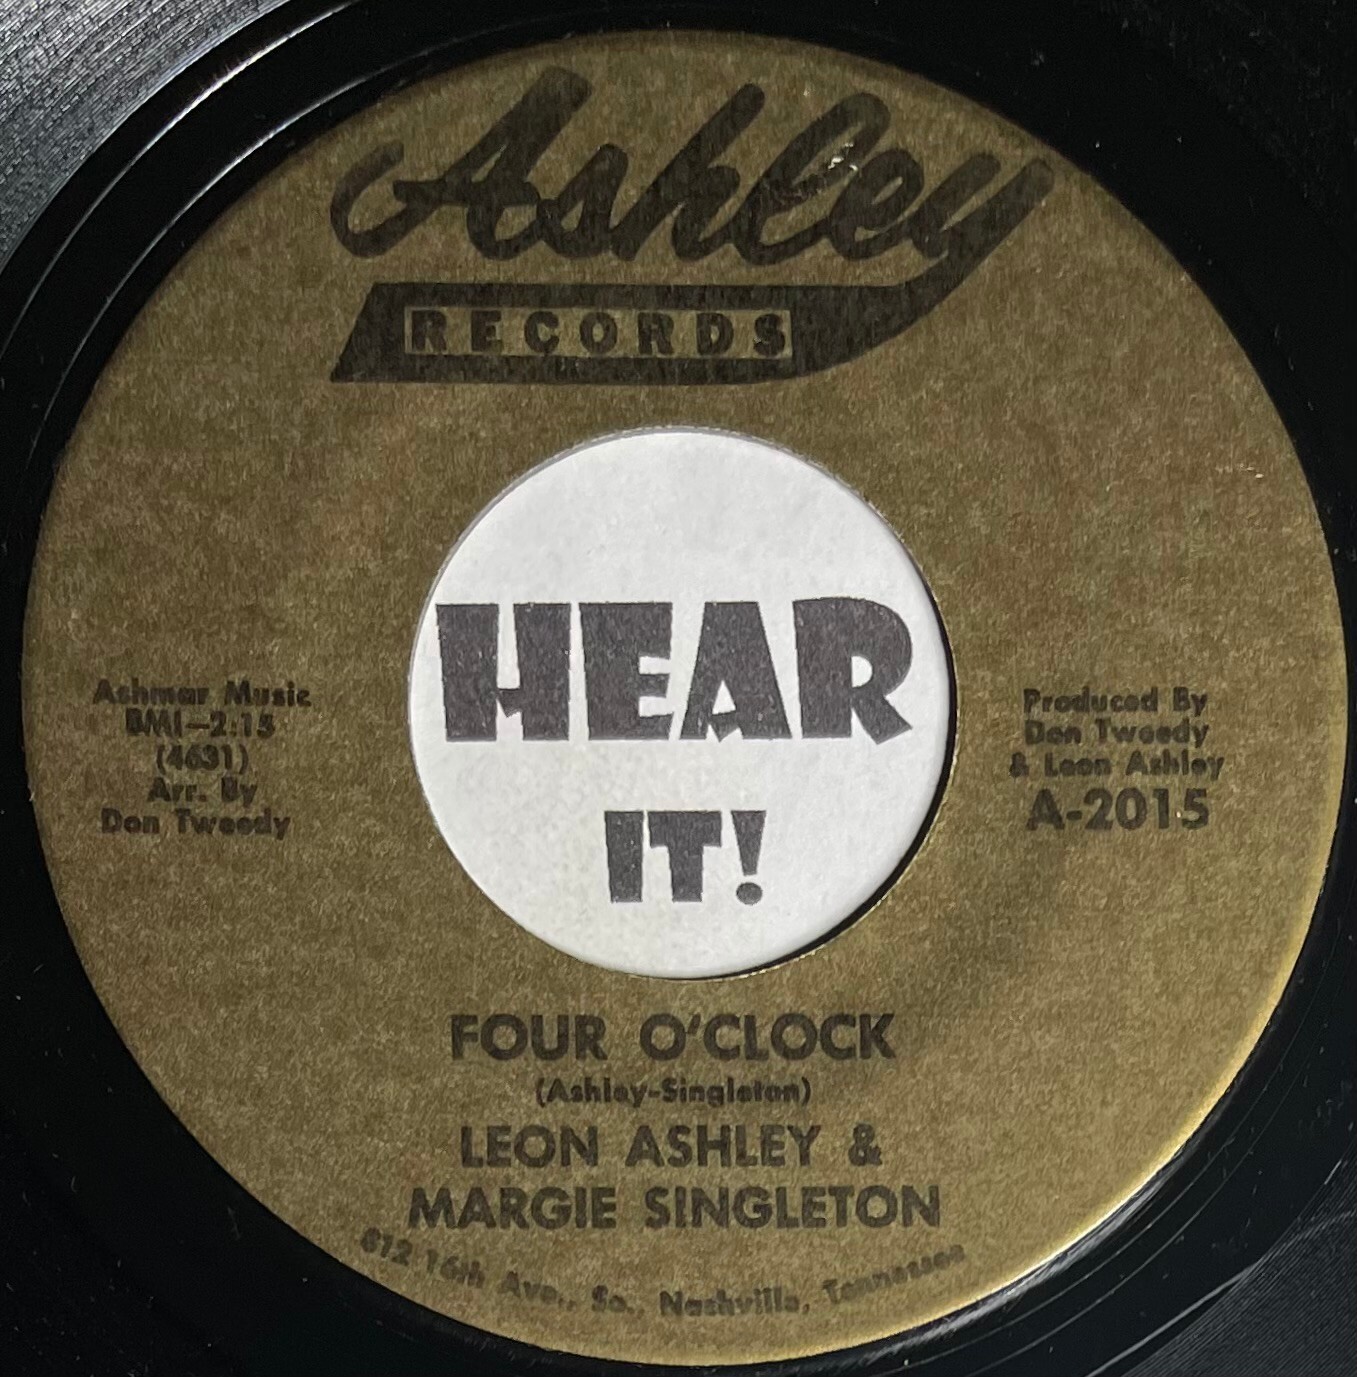 Ashley
RECORDS
HEAR
IT!
Ashmar Music
BMI—2:15
(4631)
Arr. By
Don Tweedy
Produced By
Don Tweedy
& Leon Ashley
A-2015
FOUR O'CLOCK
(Ashley-Singleton)
LEON ASHLEY &
MARGIE SINGLETON
812 16th Ave., So., Nashville, Tennessee